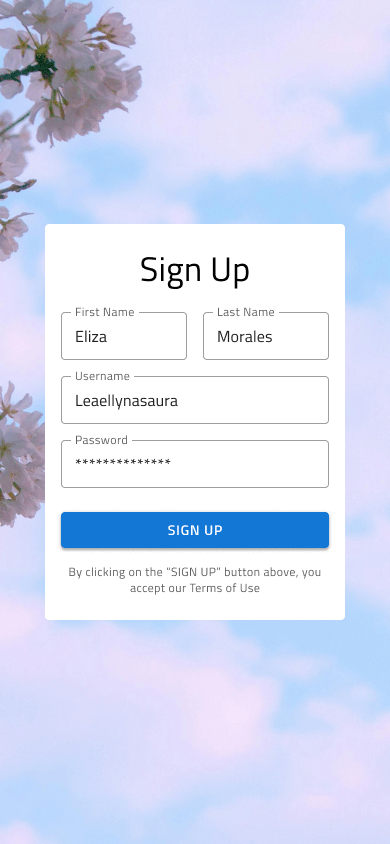 Sign Up
First Name
Last Name
Eliza
Morales
Username
Leaellynasaura
Password
**************
SIGN UP
By clicking on the “SIGN UP” button above, you
accept our Terms of Use